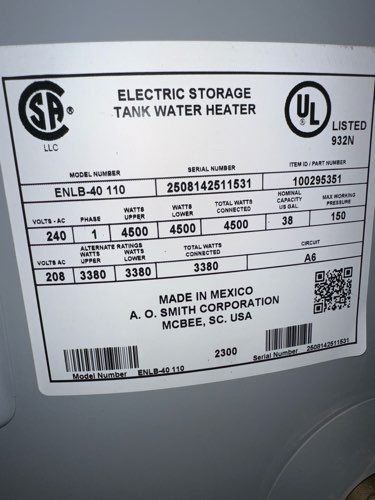 SA®
LLC
ELECTRIC STORAGE
TANK WATER HEATER
UL
LISTED
932N
MODEL NUMBER SERIAL NUMBER ITEM ID / PART NUMBER
ENLB-40 110 2508142511531 100295351
VOLTS - AC PHASE WATTS UPPER WATTS LOWER TOTAL WATTS CONNECTED NOMINAL CAPACITY US GAL. MAX WORKING PRESSURE
240 1 4500 4500 4500 38 150
VOLTS - AC ALTERNATE RATINGS WATTS UPPER WATTS LOWER TOTAL WATTS CONNECTED CIRCUIT
208 3380 3380 3380 A6
MADE IN MEXICO
A. O. SMITH CORPORATION
MCBEE, SC. USA
2300
Model Number ENLB-40 110
Serial Number 2508142511531